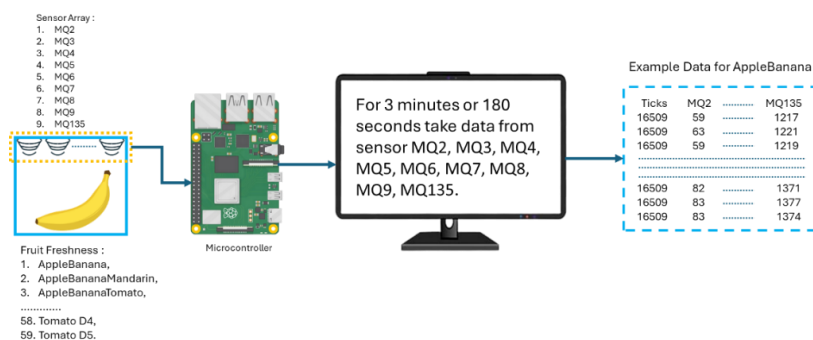 Sensor Array :
1. MQ2
2. MQ3
3. MQ4
4. MQ5
5. MQ6
6. MQ7
7. MQ8
8. MQ9
9. MQ135
Fruit Freshness :
1. AppleBanana,
2. AppleBananaMandarin,
3. AppleBananaTomato,
.............
58. Tomato D4,
59. Tomato D5.
Microcontroller
For 3 minutes or 180
seconds take data from
sensor MQ2, MQ3, MQ4,
MQ5, MQ6, MQ7, MQ8,
MQ9, MQ135.
Example Data for AppleBanana
Ticks MQ2 ........... MQ135
16509 59 ........... 1217
16509 63 ........... 1221
16509 59 ........... 1219
16509 82 ........... 1371
16509 83 ........... 1377
16509 83 ........... 1374